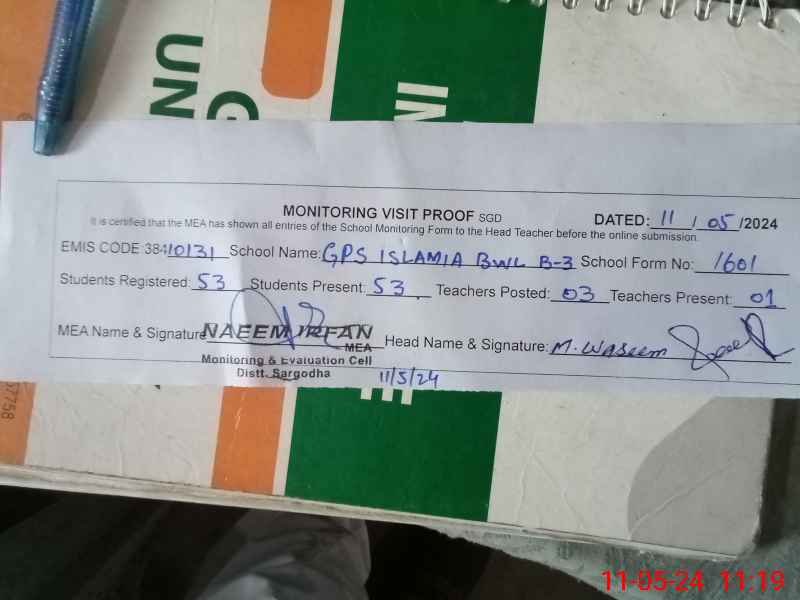 UN
G
NI
MONITORING VISIT PROOF SGD DATED: 11 / 05 /2024
It is certified that the MEA has shown all entries of the School Monitoring Form to the Head Teacher before the online submission.
EMIS CODE 38410131 School Name: GPS ISLAMIA BWL B-3 School Form No: 1601
Students Registered: 53 Students Present: 53 Teachers Posted: 03 Teachers Present: 01
MEA Name & Signature NAEEM IRFAN Head Name & Signature: M. Waseem
MEA
Monitoring & Evaluation Cell
Distt. Sargodha
11/5/24
57758
11-05-24 11:19